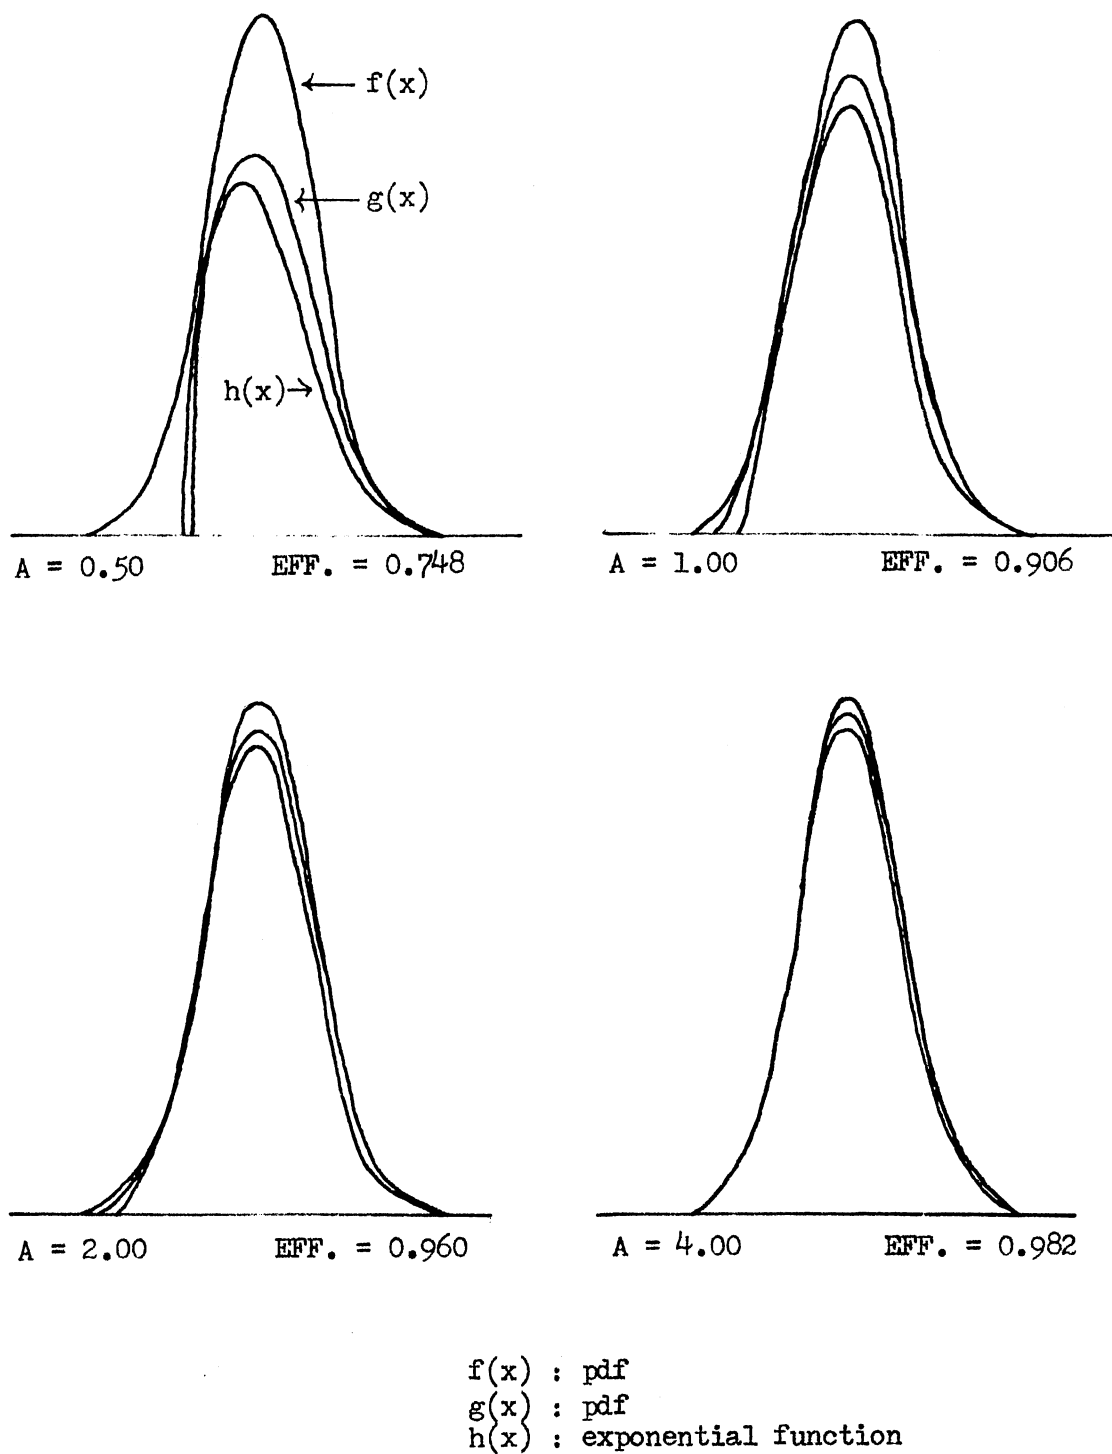 ← f(x)
← g(x)
h(x)→
A = 0.50 EFF. = 0.748
A = 1.00 EFF. = 0.906
A = 2.00 EFF. = 0.960
A = 4.00 EFF. = 0.982
f(x) : pdf
g(x) : pdf
h(x) : exponential function